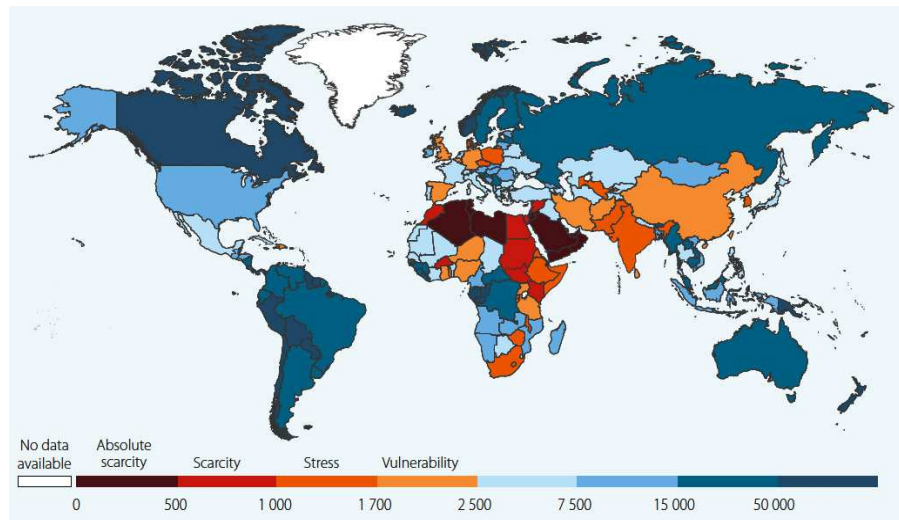 No data available
Absolute scarcity
Scarcity
Stress
Vulnerability
0 500 1 000 1 700 2 500 7 500 15 000 50 000